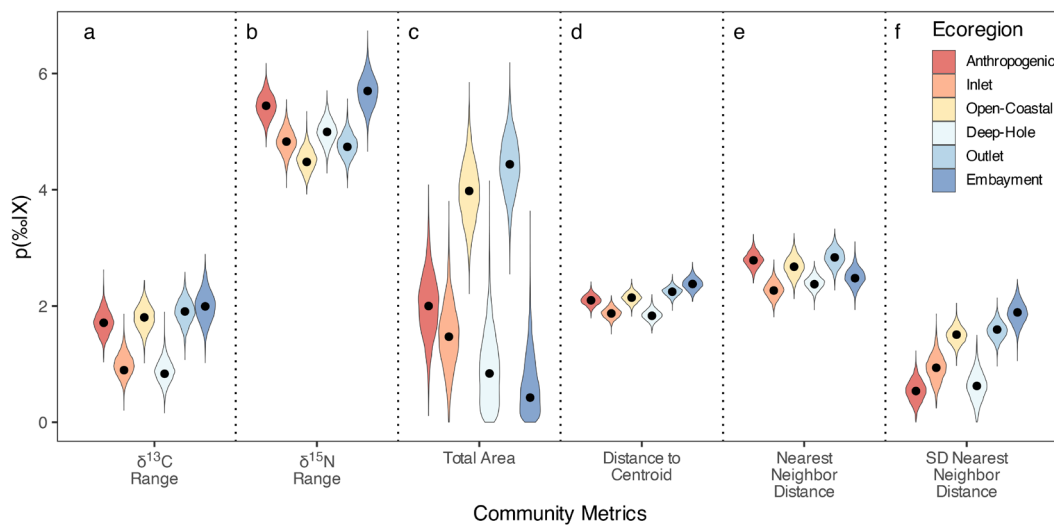 a
b
c
d
e
f
Ecoregion
Anthropogenic
Inlet
Open-Coastal
Deep-Hole
Outlet
Embayment
6
4
2
0
p(‰|X)
δ13C
Range
δ15N
Range
Total Area
Distance to
Centroid
Nearest
Neighbor
Distance
SD Nearest
Neighbor
Distance
Community Metrics